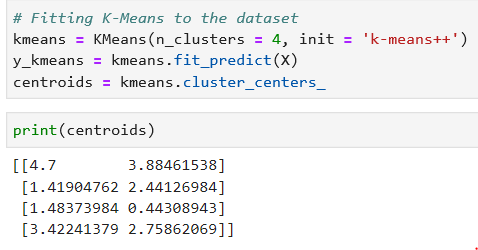 # Fitting K-Means to the dataset
kmeans = KMeans(n_clusters = 4, init = 'k-means++')
y_kmeans = kmeans.fit_predict(X)
centroids = kmeans.cluster_centers_
print(centroids)
[[4.7        3.88461538]
 [1.41904762 2.44126984]
 [1.48373984 0.44308943]
 [3.42241379 2.75862069]]